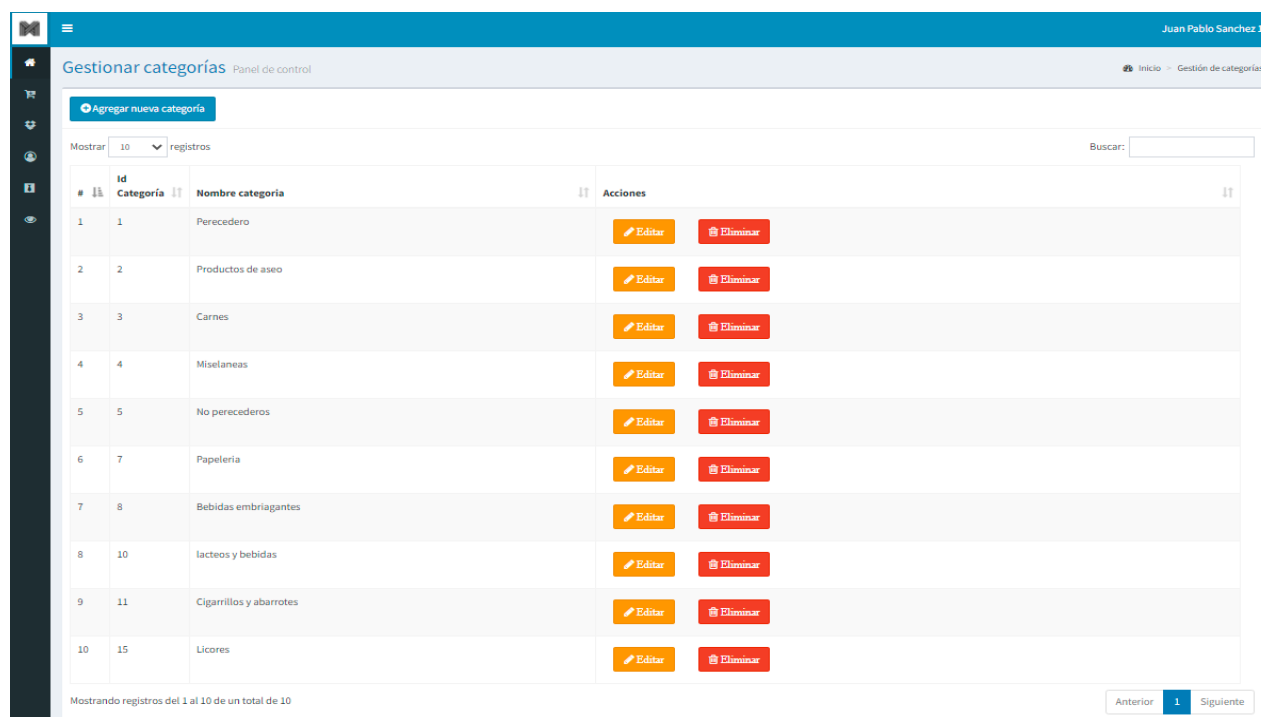 Juan Pablo Sanchez
Gestionar categorías Panel de control
Inicio > Gestión de categorías
Agregar nueva categoría
Mostrar 10 registros
Buscar:
# Id Categoría Nombre categoria Acciones
1 1 Perecedero Editar Eliminar
2 2 Productos de aseo Editar Eliminar
3 3 Carnes Editar Eliminar
4 4 Miselaneas Editar Eliminar
5 5 No perecederos Editar Eliminar
6 7 Papeleria Editar Eliminar
7 8 Bebidas embriagantes Editar Eliminar
8 10 lacteos y bebidas Editar Eliminar
9 11 Cigarrillos y abarrotes Editar Eliminar
10 15 Licores Editar Eliminar
Mostrando registros del 1 al 10 de un total de 10
Anterior 1 Siguiente